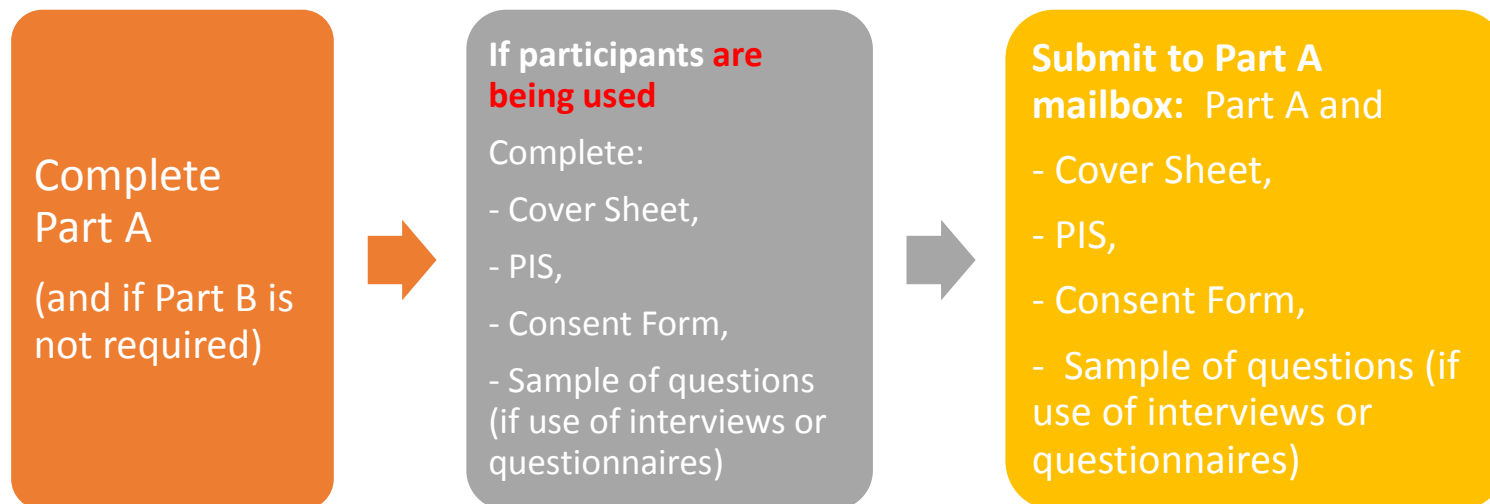 Complete
Part A
(and if Part B is
not required)
If participants are
being used
Complete:
- Cover Sheet,
- PIS,
- Consent Form,
- Sample of questions
(if use of interviews or
questionnaires)
Submit to Part A
mailbox: Part A and
- Cover Sheet,
- PIS,
- Consent Form,
- Sample of questions (if
use of interviews or
questionnaires)